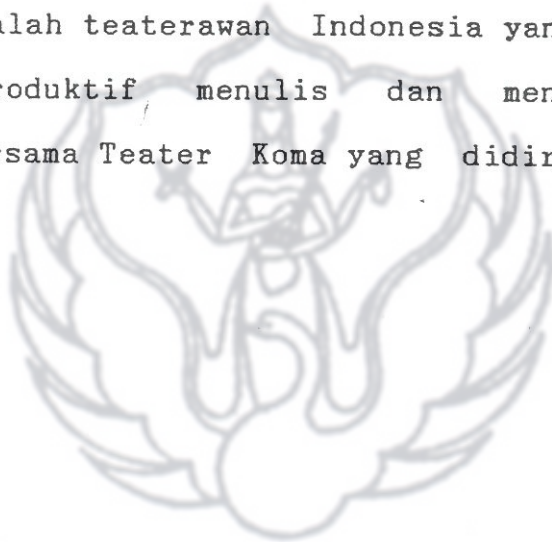 alah teaterawan Indonesia yan
roduktif menulis dan men
rsama Teater Koma yang didir